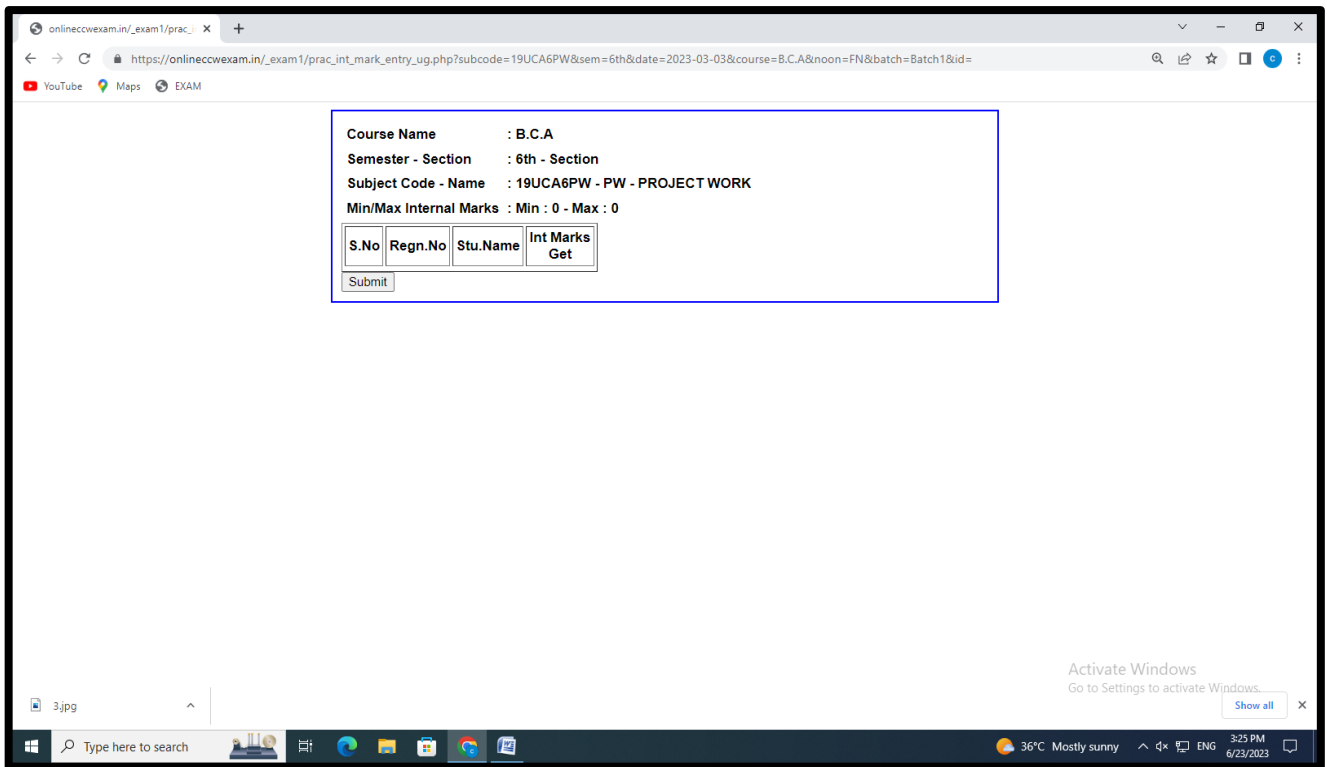 onlineccwexam.in/_exam1/prac_i
https://onlineccwexam.in/_exam1/prac_int_mark_entry_ug.php?subcode=19UCA6PW&sem=6th&date=2023-03-03&course=B.C.A&noon=FN&batch=Batch1&id=
C
YouTube Maps EXAM
Course Name : B.C.A
Semester - Section : 6th - Section
Subject Code - Name : 19UCA6PW - PW - PROJECT WORK
Min/Max Internal Marks : Min : 0 - Max : 0
S.No Regn.No Stu.Name Int Marks
Get
Submit
Activate Windows
Go to Settings to activate Windows.
3.jpg
Show all
Type here to search
36°C Mostly sunny
ENG
3:25 PM
6/23/2023